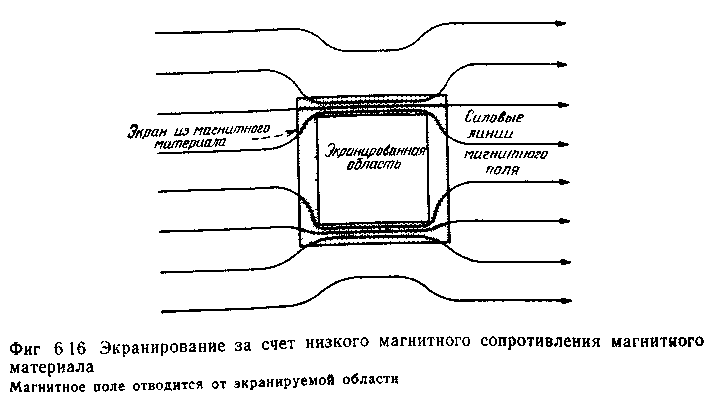 Экран из магнитного
материала
Экранированная
область
Силовые
линии
магнитного
поля
Фиг 6 16 Экранирование за счет низкого магнитного сопротивления магнитного
материала
Магнитное поле отводится от экранируемой области